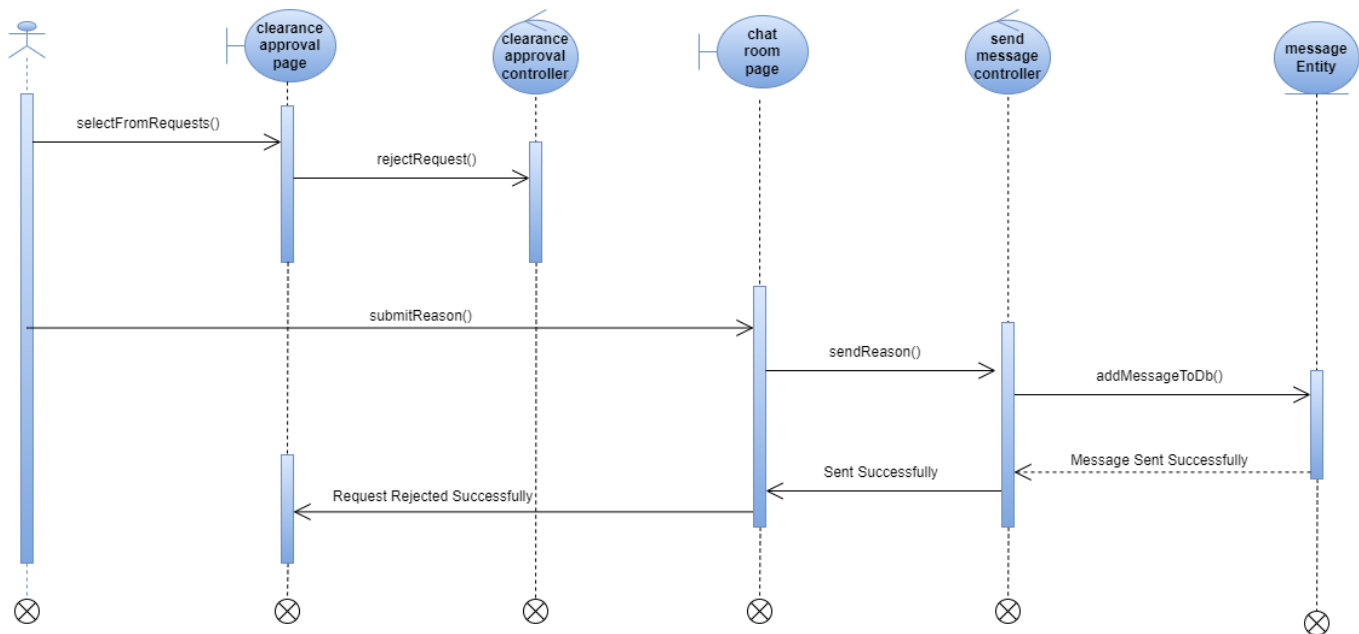 clearance
approval
page
clearance
approval
controller
chat
room
page
send
message
controller
message
Entity
selectFromRequests()
rejectRequest()
submitReason()
sendReason()
addMessageToDb()
Message Sent Successfully
Sent Successfully
Request Rejected Successfully